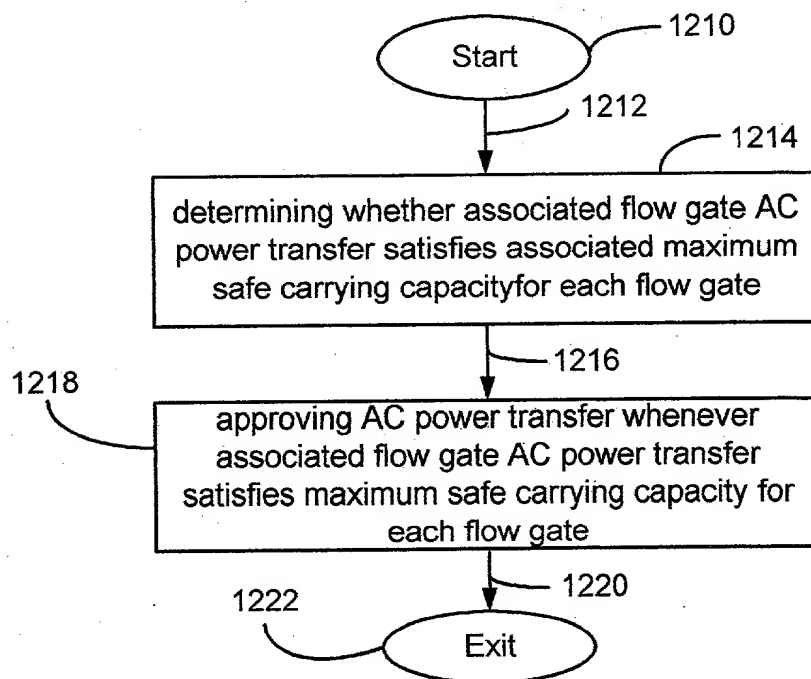 Start
1210
1212
1214
determining whether associated flow gate AC
power transfer satisfies associated maximum
safe carrying capacityfor each flow gate
1216
1218
approving AC power transfer whenever
associated flow gate AC power transfer
satisfies maximum safe carrying capacity for
each flow gate
1220
1222
Exit